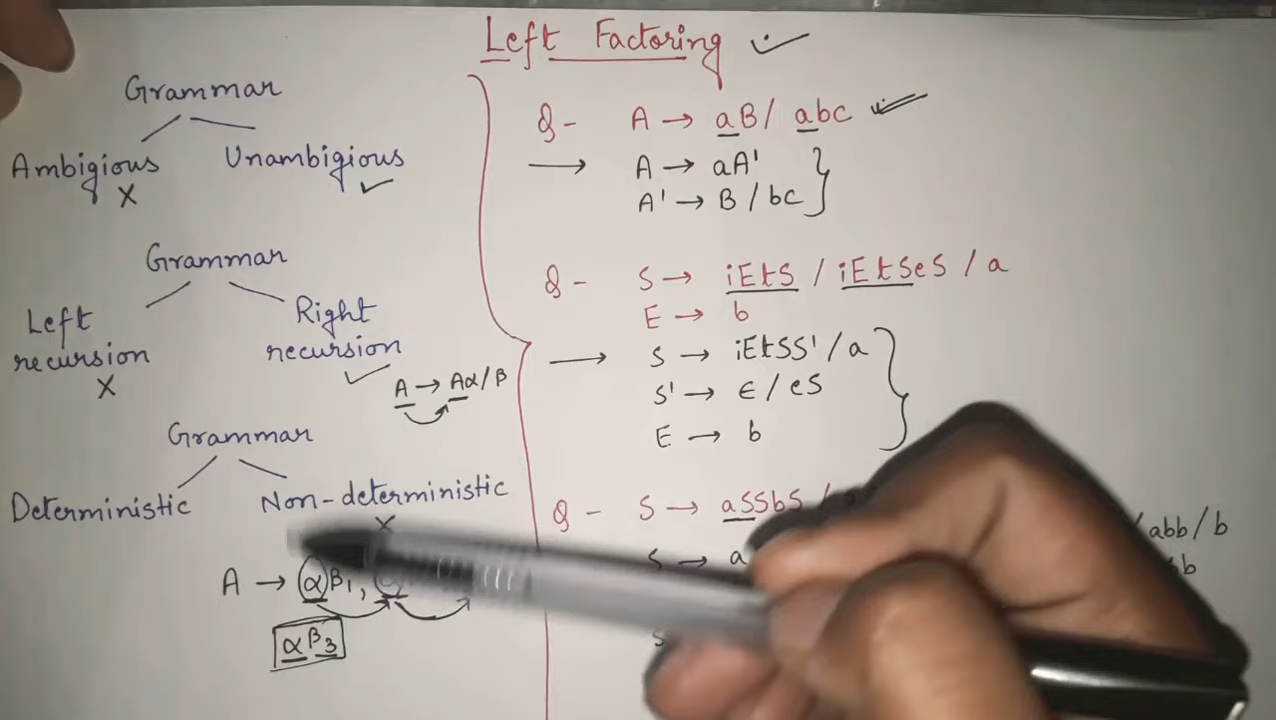 Left Factoring
Grammar
Ambigious Unambigious
Grammar
Left recursion
Right recursion
A → Aα/β
Grammar
Deterministic Non-deterministic
A → αβ1,
αβ3
Q- A → aB/ abc
A → aA'
A' → B / bc
Q- S → iEtS / iEtSeS / a
E → b
S → iEtSS' / a
S' → ϵ / eS
E → b
Q- S → aSSbS /
/abb/b
S → a
b
S